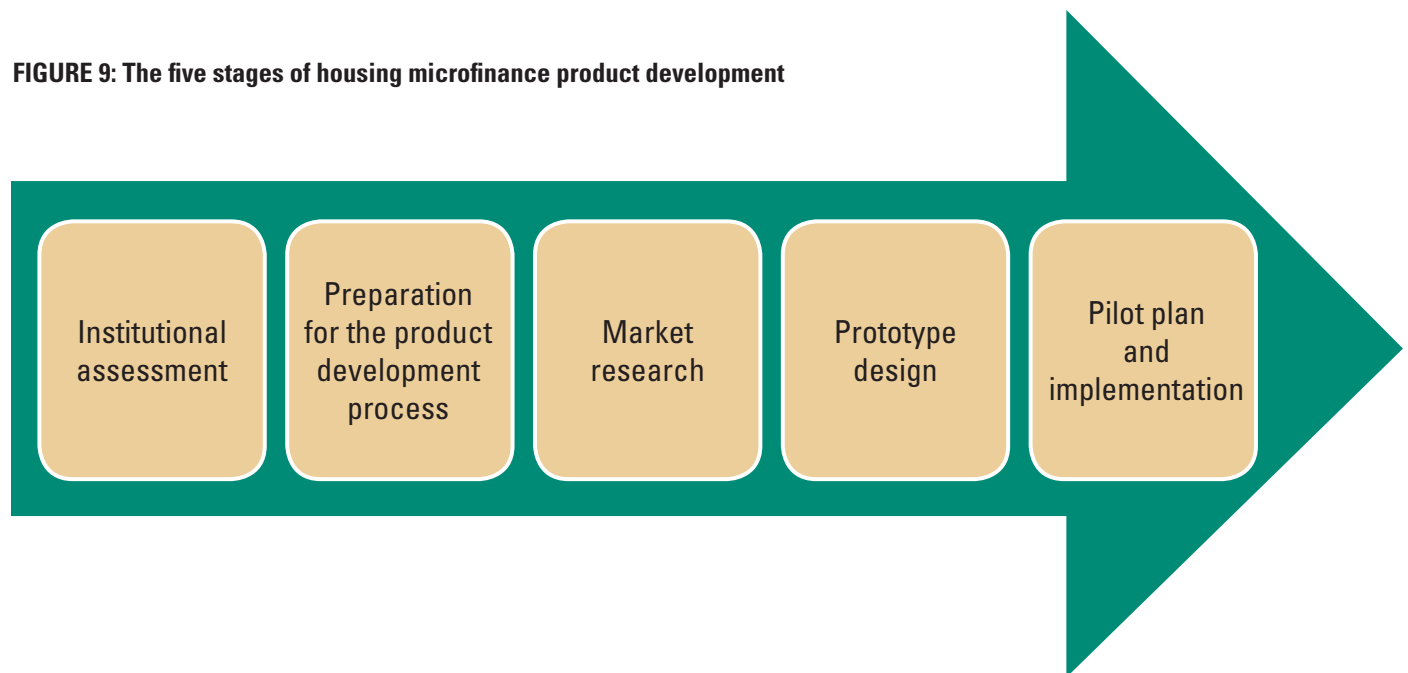 FIGURE 9: The five stages of housing microfinance product development
Institutional
assessment
Preparation
for the product
development
process
Market
research
Prototype
design
Pilot plan
and
implementation